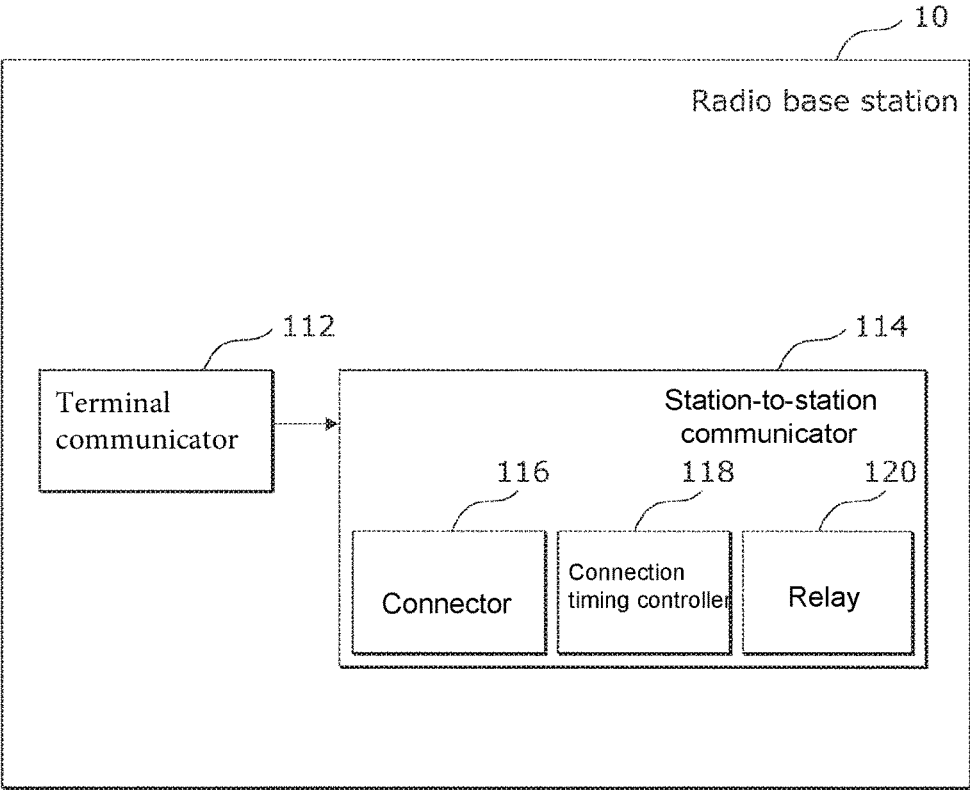 10
Radio base station
112
114
Terminal
communicator
Station-to-station
communicator
116
118
120
Connector
Connection
timing controller
Relay